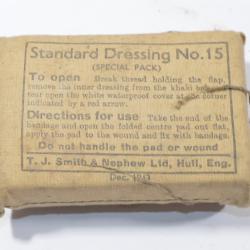 Standard Dressing No. 15
(SPECIAL PACK)
To open Break thread holding the flap,
remove the inner dressing from the khaki bag
tear open the white waterproof cover at the corner
indicated by red arrow.
Directions for use Take the end of the
bandage and open the folded centre pad out flat,
apply the pad to the wound and fix with bandage.
Do not handle the pad or wound
T. J. Smith & Nephew Ltd, Hull, Eng.
Dec.